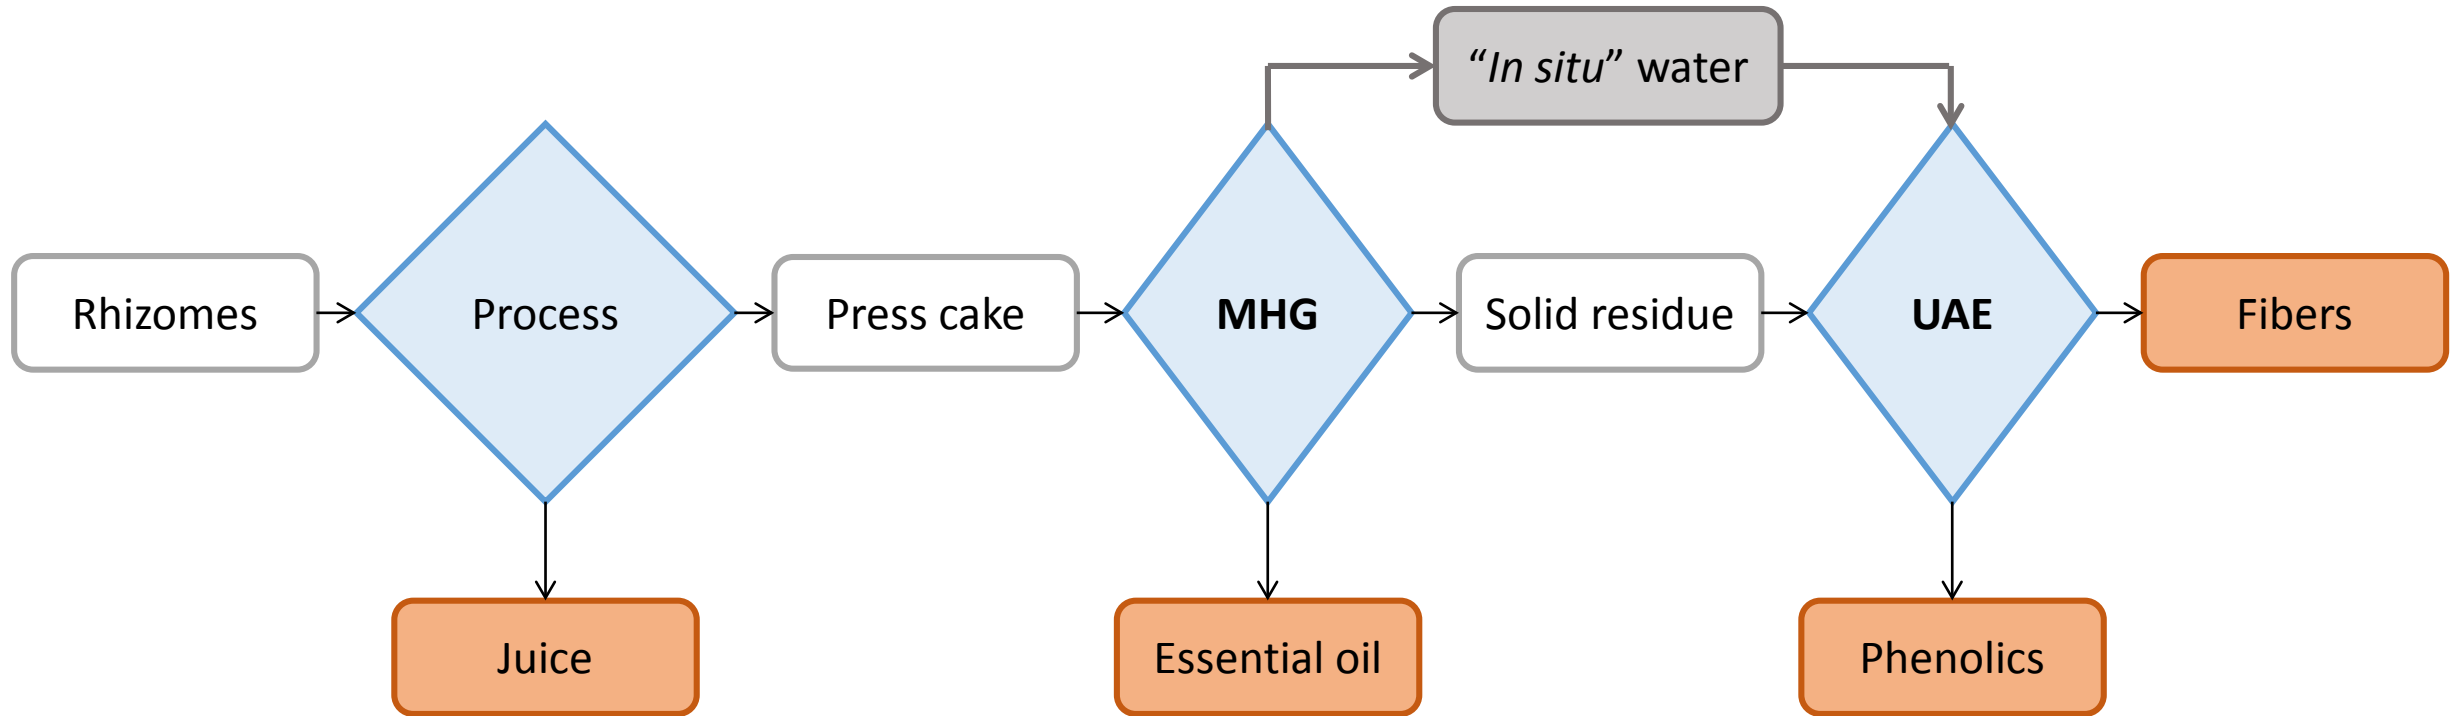 “In situ” water
Rhizomes
Process
Press cake
MHG
Solid residue
UAE
Fibers
Juice
Essential oil
Phenolics